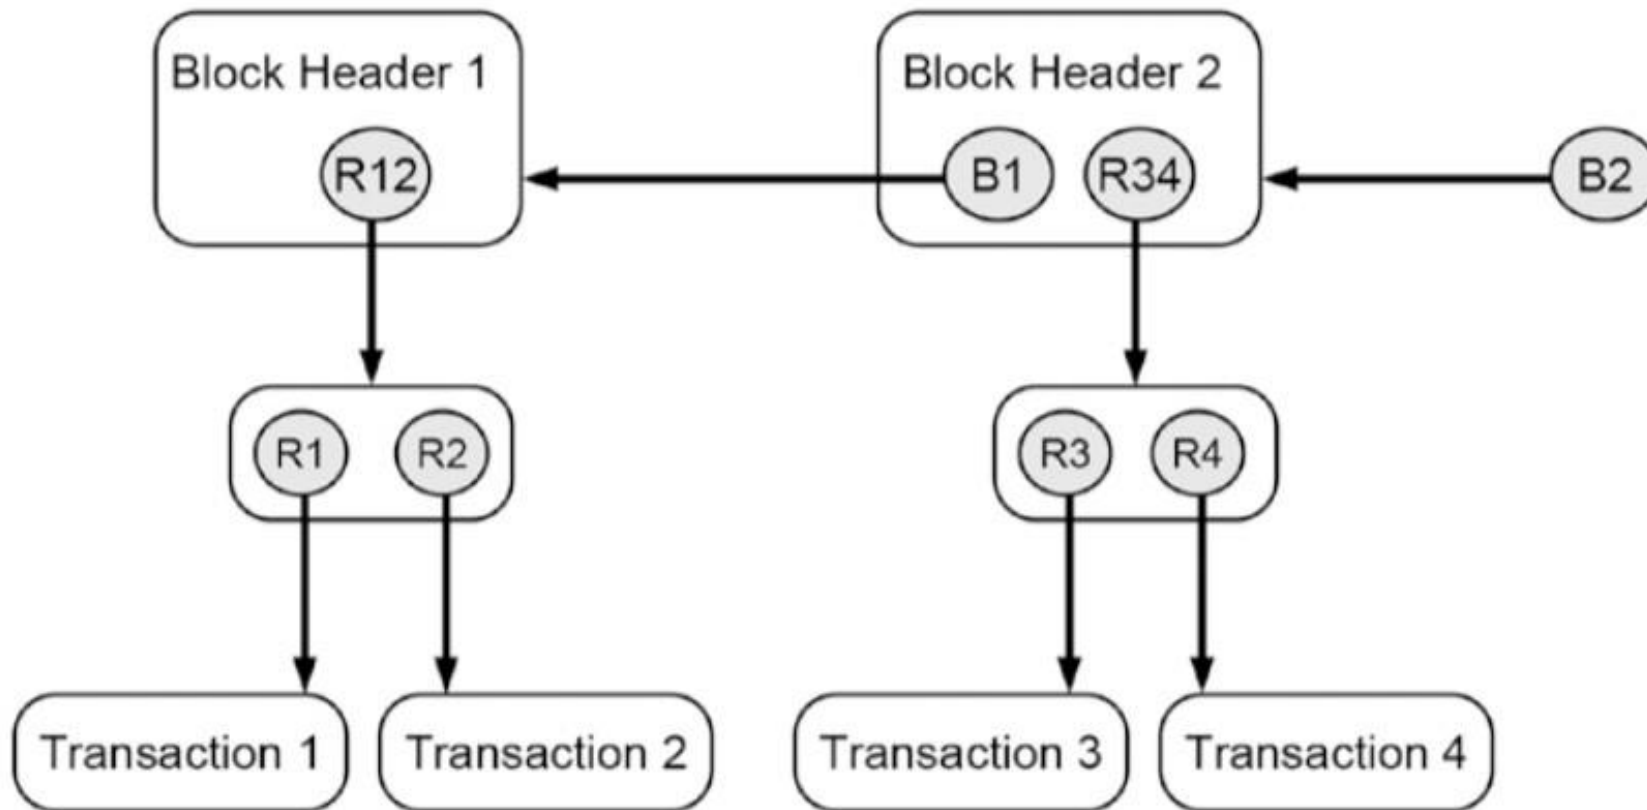 Block Header 1
Block Header 2
R12
B1
R34
B2
R1
R2
R3
R4
Transaction 1
Transaction 2
Transaction 3
Transaction 4